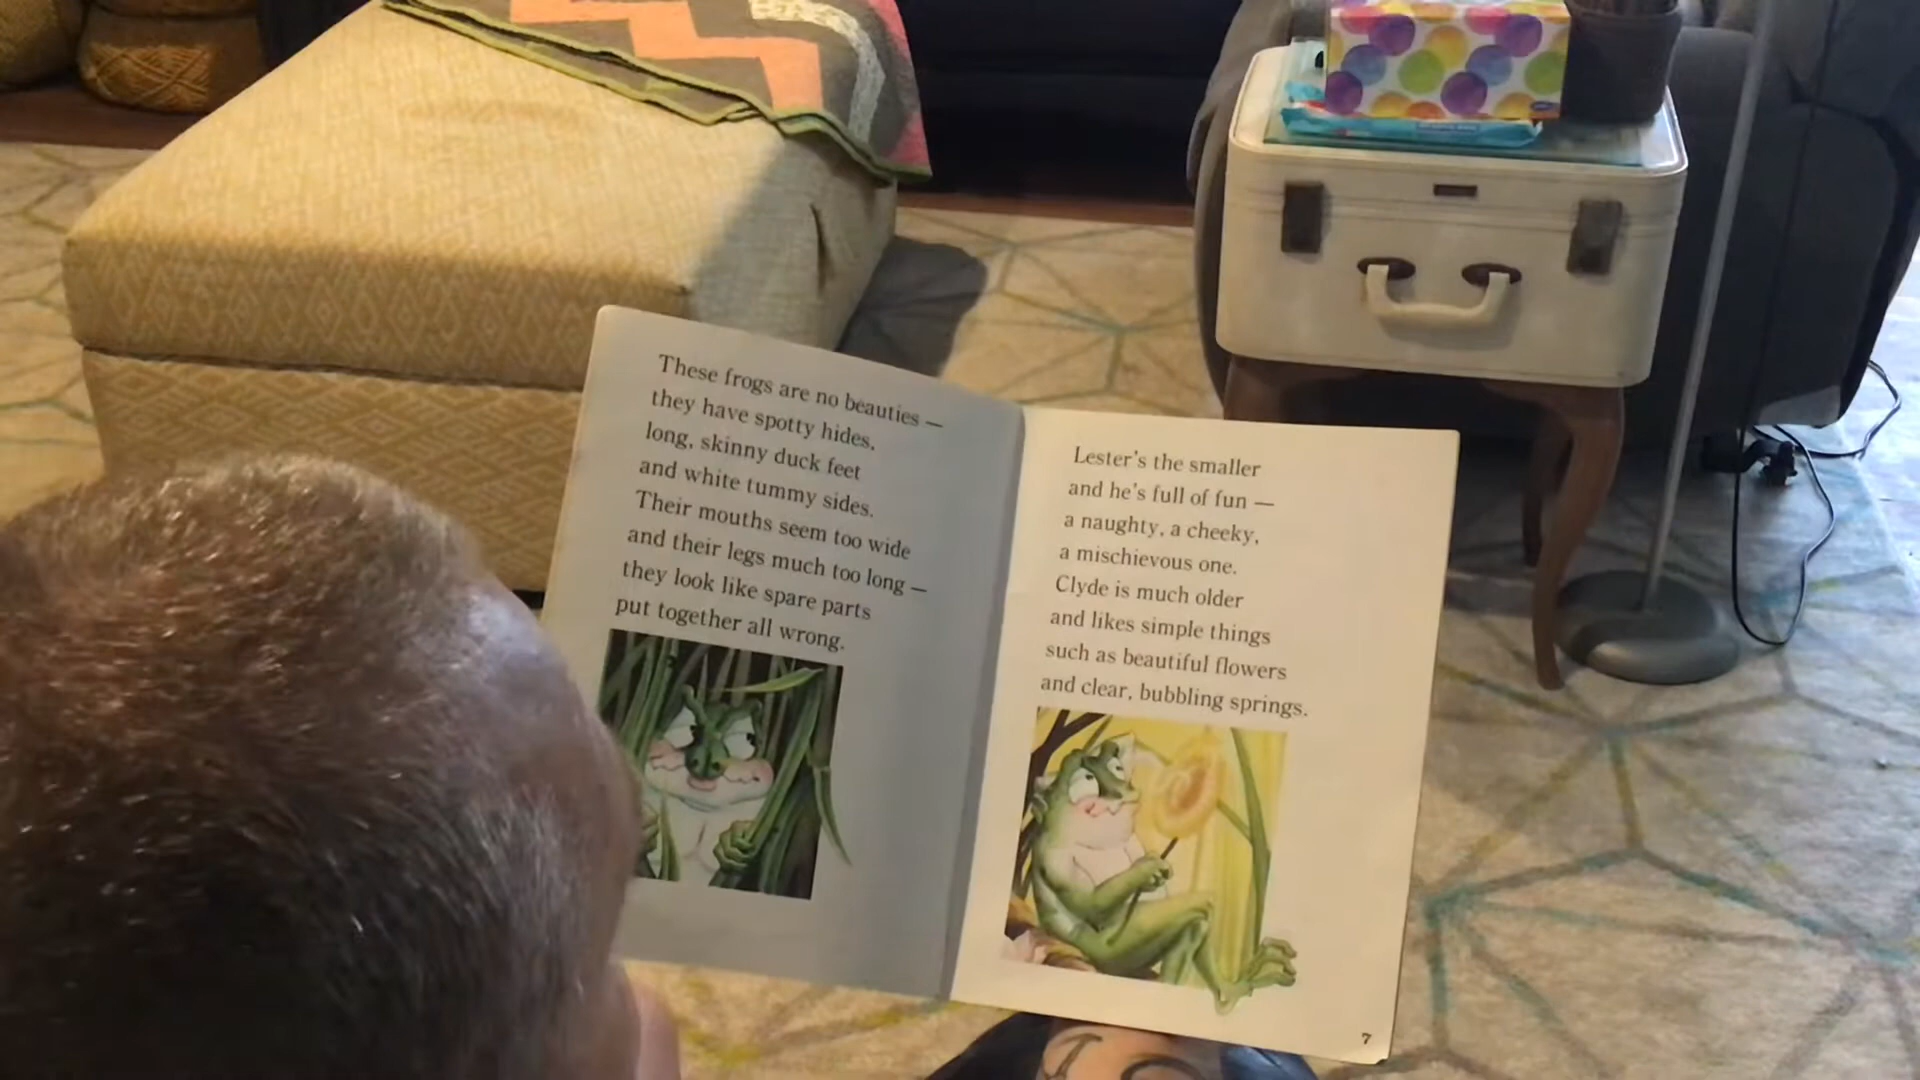 These frogs are no beauties —
they have spotty hides,
long, skinny duck feet
and white tummy sides.
Their mouths seem too wide
and their legs much too long —
they look like spare parts
put together all wrong.
Lester's the smaller
and he's full of fun —
a naughty, a cheeky,
a mischievous one.
Clyde is much older
and likes simple things
such as beautiful flowers
and clear, bubbling springs.
7